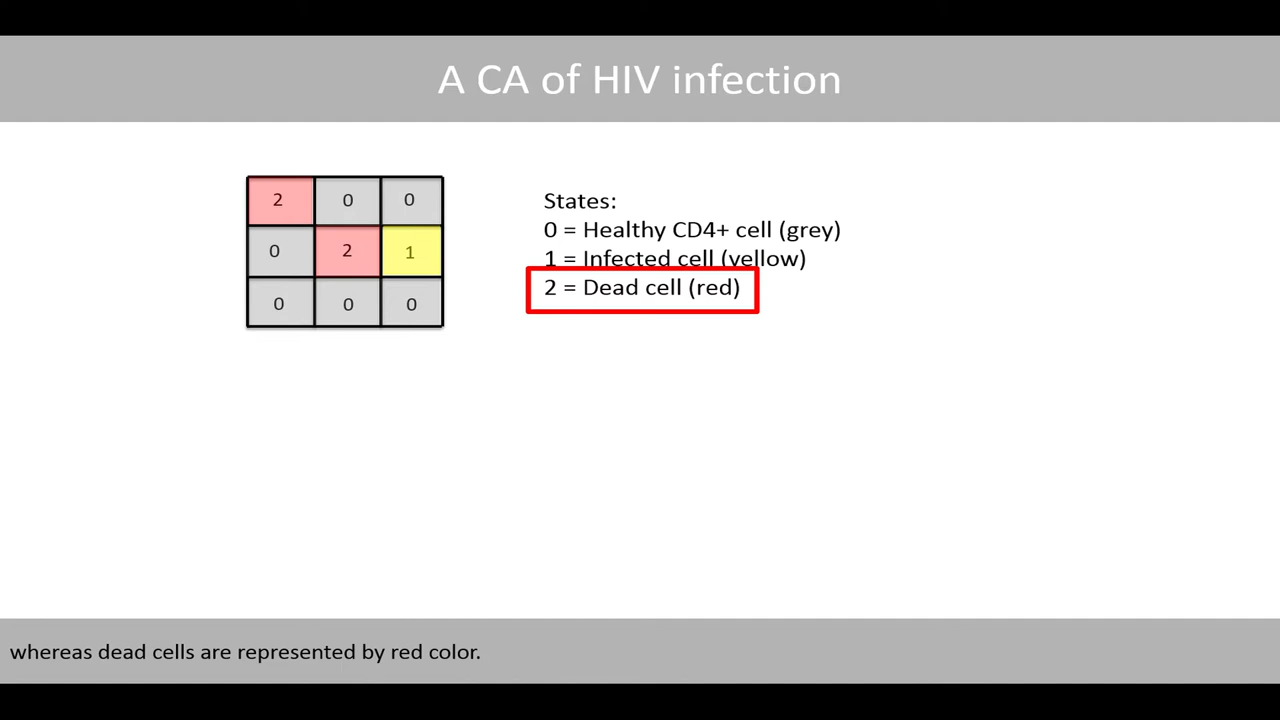 A CA of HIV infection
2 0 0
0 2 1
0 0 0
States:
0 = Healthy CD4+ cell (grey)
1 = Infected cell (yellow)
2 = Dead cell (red)
whereas dead cells are represented by red color.